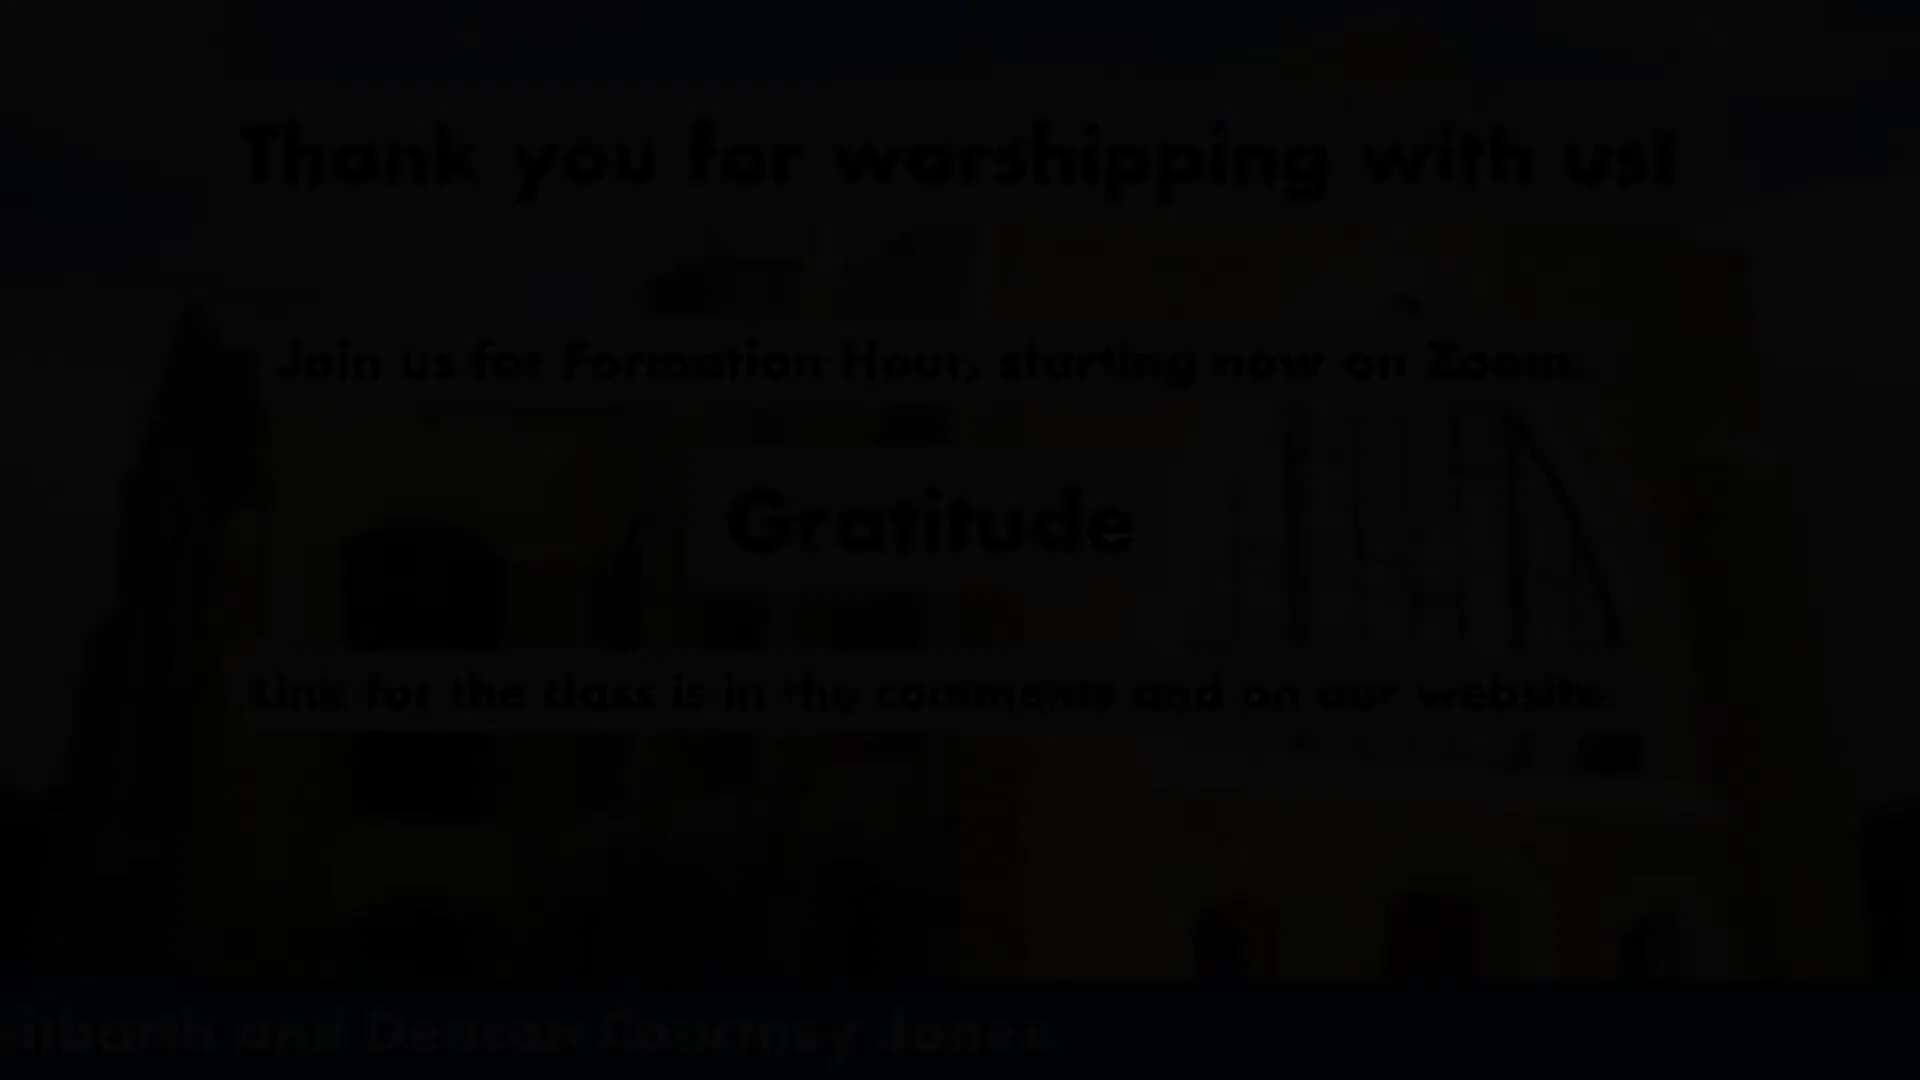 Thank you for worshipping with us!
Join us for Formation Hour, starting now on Zoom.
Gratitude
Link for the class is in the comments and on our website.
and Deacon Courtney Jones